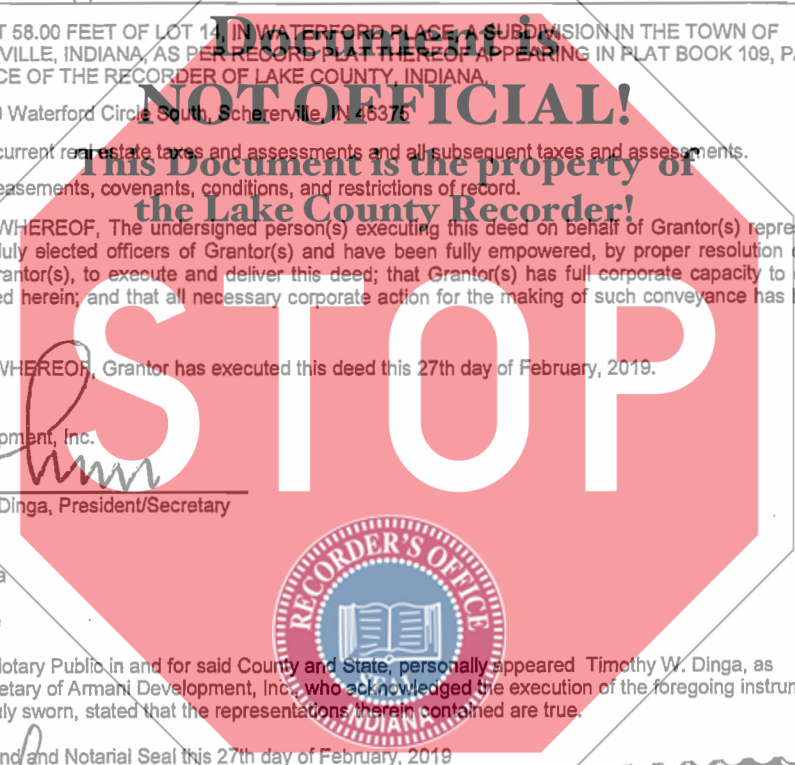 T 58.00 FEET OF LOT 14, IN WATERFORD PLACE, A SUBDIVISION IN THE TOWN OF
Document is
VILLE, INDIANA, AS PER RECORD PLAT THEREOF APPEARING IN PLAT BOOK 109, PA
CE OF THE RECORDER OF LAKE COUNTY, INDIANA.
NOT OFFICIAL!
Waterford Circle South, Schererville, IN 46375
current real estate taxes and assessments and all subsequent taxes and assessments.
This Document is the property of
easements, covenants, conditions, and restrictions of record.
the Lake County Recorder!
WHEREOF, The undersigned person(s) executing this deed on behalf of Grantor(s) repres
duly elected officers of Grantor(s) and have been fully empowered, by proper resolution
rantor(s), to execute and deliver this deed; that Grantor(s) has full corporate capacity to
ed herein; and that all necessary corporate action for the making of such conveyance has
STOP
WHEREOF, Grantor has executed this deed this 27th day of February, 2019.
pment, Inc.
Dinga, President/Secretary
RECORDER'S OFFICE
SEAL
INDIANA
Notary Public in and for said County and State, personally appeared Timothy W. Dinga, as
etary of Armani Development, Inc., who acknowledged the execution of the foregoing instrum
uly sworn, stated that the representations therein contained are true.
nd and Notarial Seal this 27th day of February, 2019